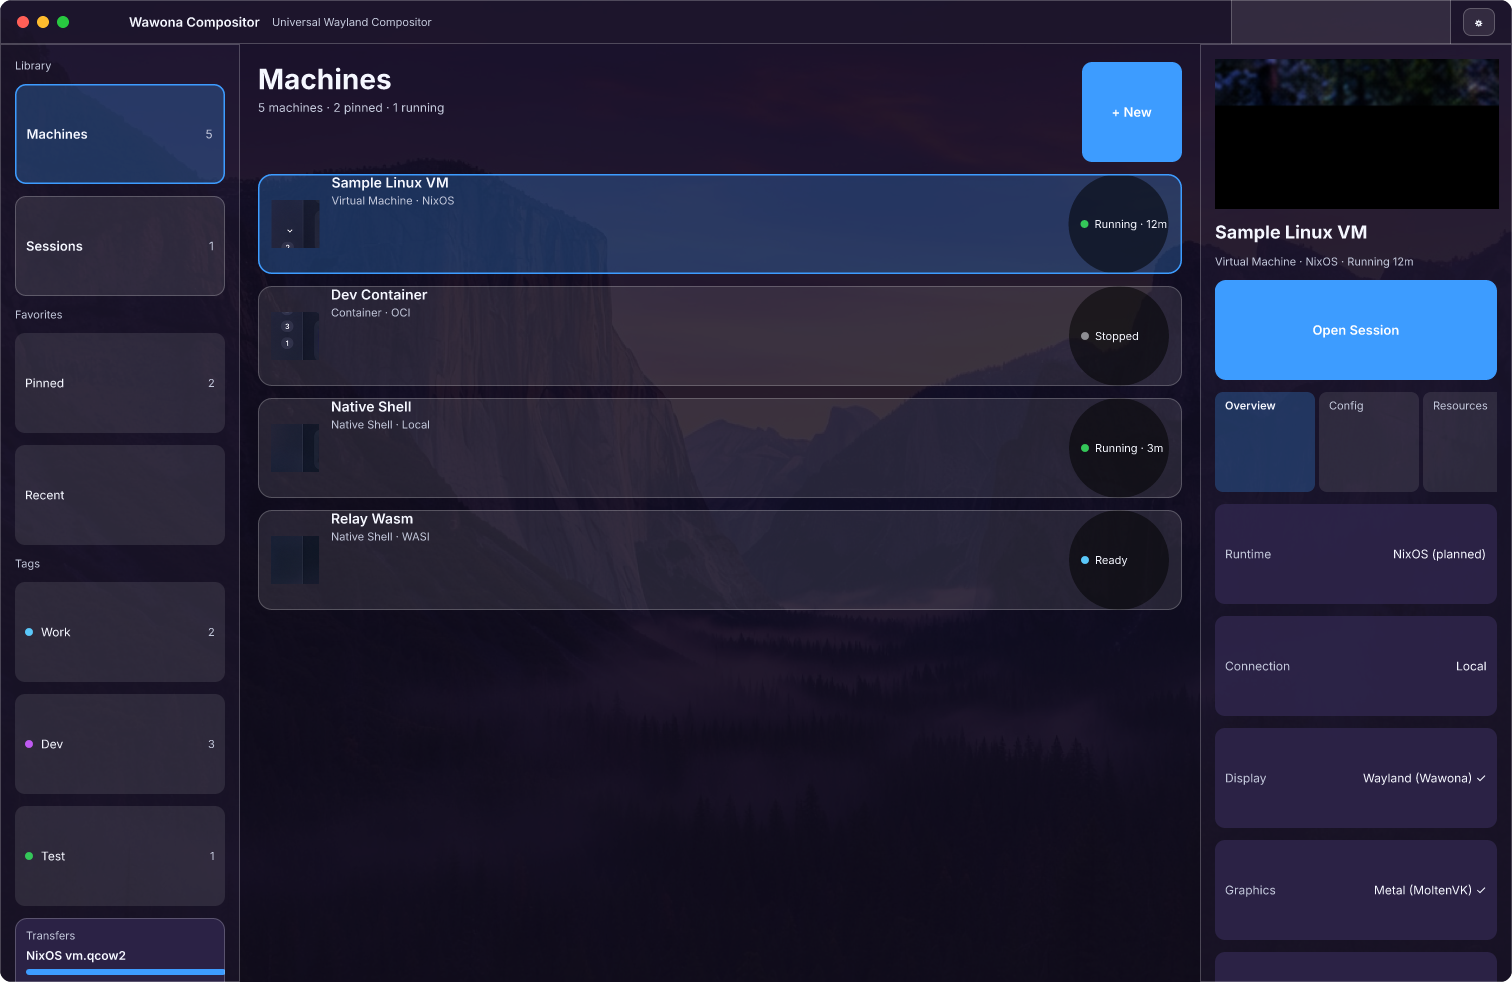 Wawona Compositor Universal Wayland Compositor
Library
Machines 5
Sessions 1
Favorites
Pinned 2
Recent
Tags
Work 2
Dev 3
Test 1
Transfers
NixOS vm.qcow2
Machines
5 machines · 2 pinned · 1 running
+ New
Sample Linux VM
Virtual Machine · NixOS
Running · 12m
Dev Container
Container · OCI
3
1
Stopped
Native Shell
Native Shell · Local
Running · 3m
Relay Wasm
Native Shell · WASI
Ready
Sample Linux VM
Virtual Machine · NixOS · Running 12m
Open Session
Overview Config Resources
Runtime NixOS (planned)
Connection Local
Display Wayland (Wawona) ✓
Graphics Metal (MoltenVK) ✓